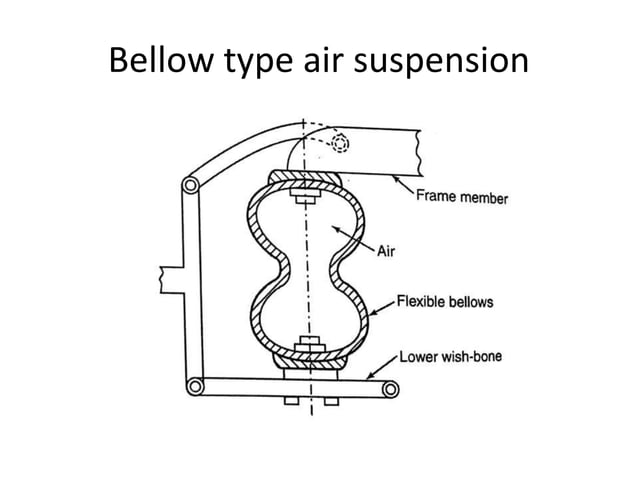 Bellow type air suspension
Frame member
Air
Flexible bellows
Lower wish-bone